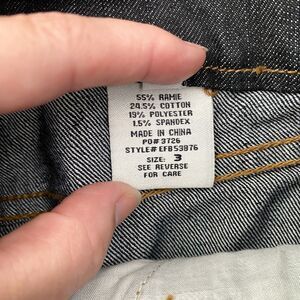 55% RAMIE
24.5% COTTON
19% POLYESTER
1.5% SPANDEX
MADE IN CHINA
PO# 3726
STYLE# EFB53976
SIZE: 3
SEE REVERSE
FOR CARE